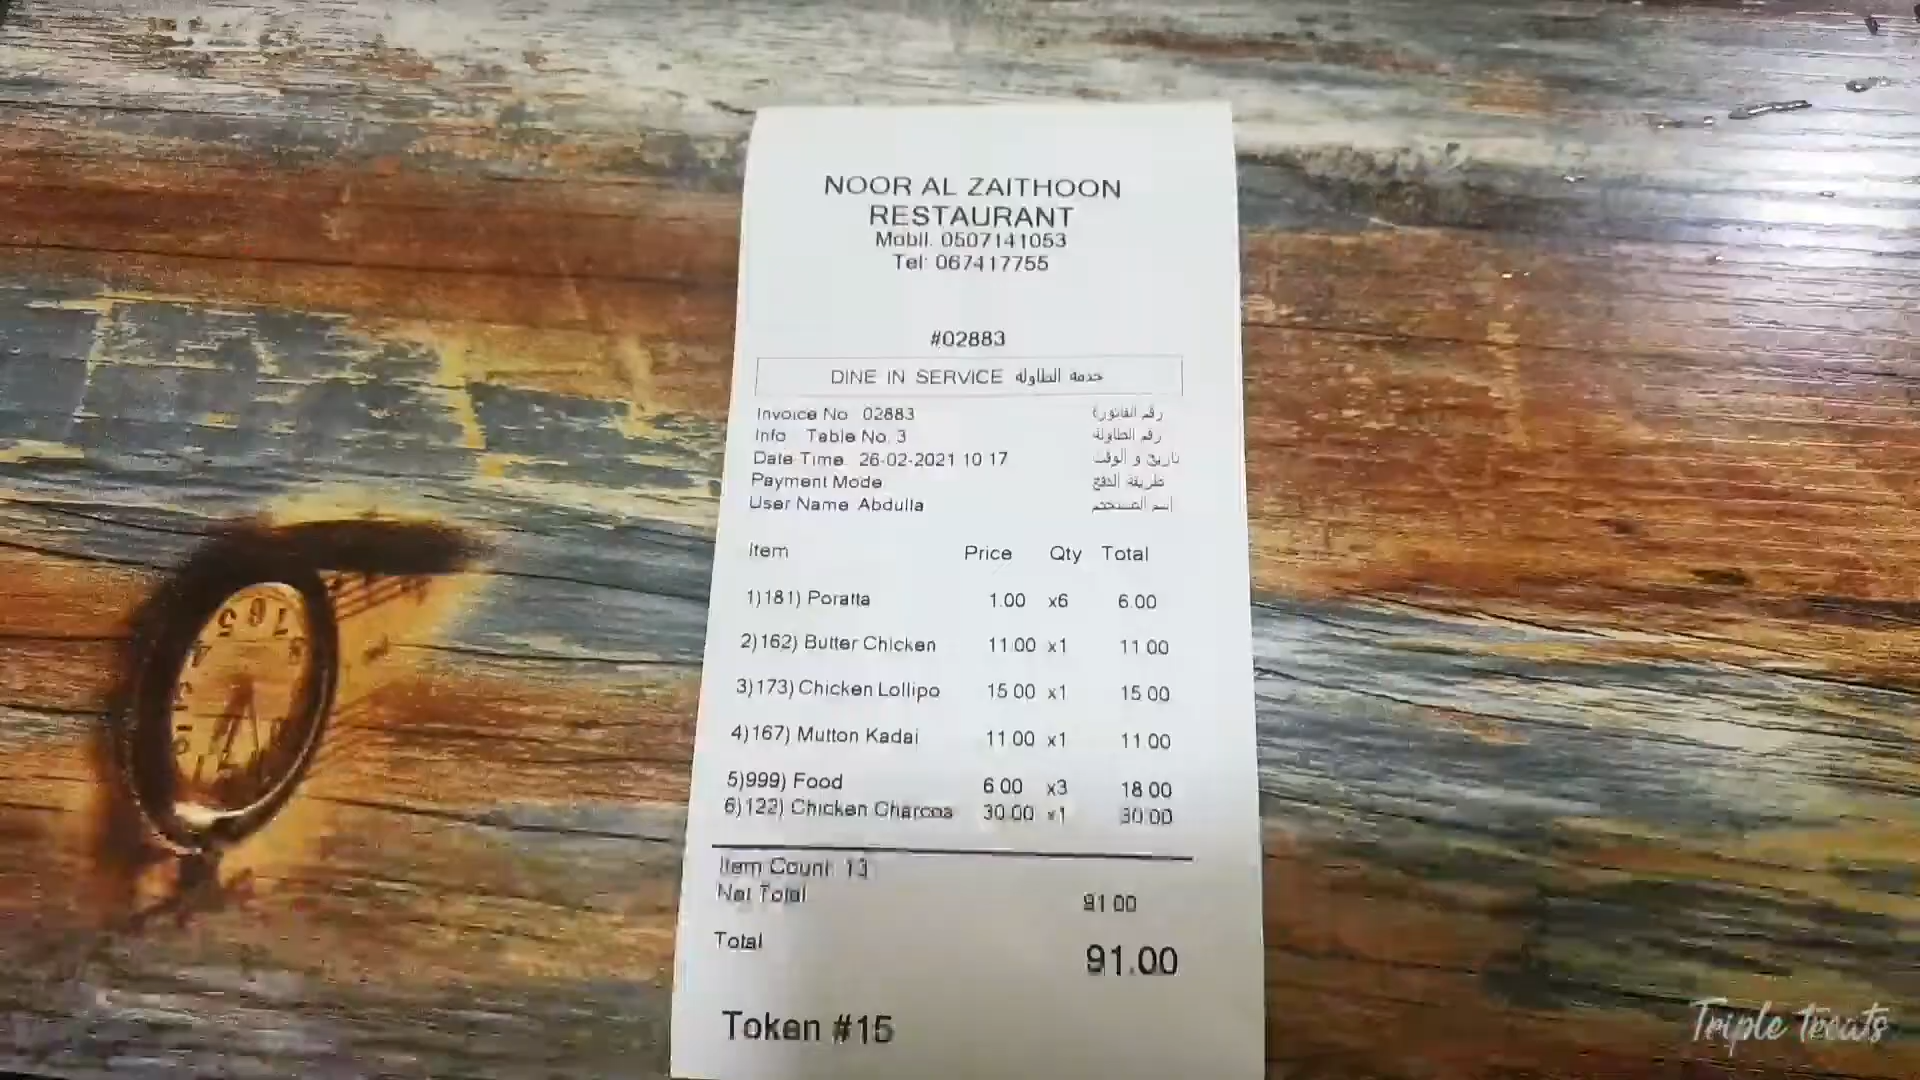 NOOR AL ZAITHOON
RESTAURANT
Mobil: 0507141053
Tel: 067417755
#02883
DINE IN SERVICE خدمة الطاولة
Invoice No 02883 رقم الفاتورة
Info Table No. 3 رقم الطاولة
Date Time 26-02-2021 10 17 تاريخ و الوقت
Payment Mode طريقة الدفع
User Name Abdulla اسم المستخدم
Item Price Qty Total
1)181) Poratta 1.00 x6 6.00
2)162) Butter Chicken 11.00 x1 11 00
3)173) Chicken Lollipo 15 00 x1 15 00
4)167) Mutton Kadai 11 00 x1 11.00
5)999) Food 6 00 x3 18 00
6)122) Chicken Charcoa 30.00 x1 30.00
Item Count 13
Net Total 91 00
Total 91.00
Token #15
Triple treats